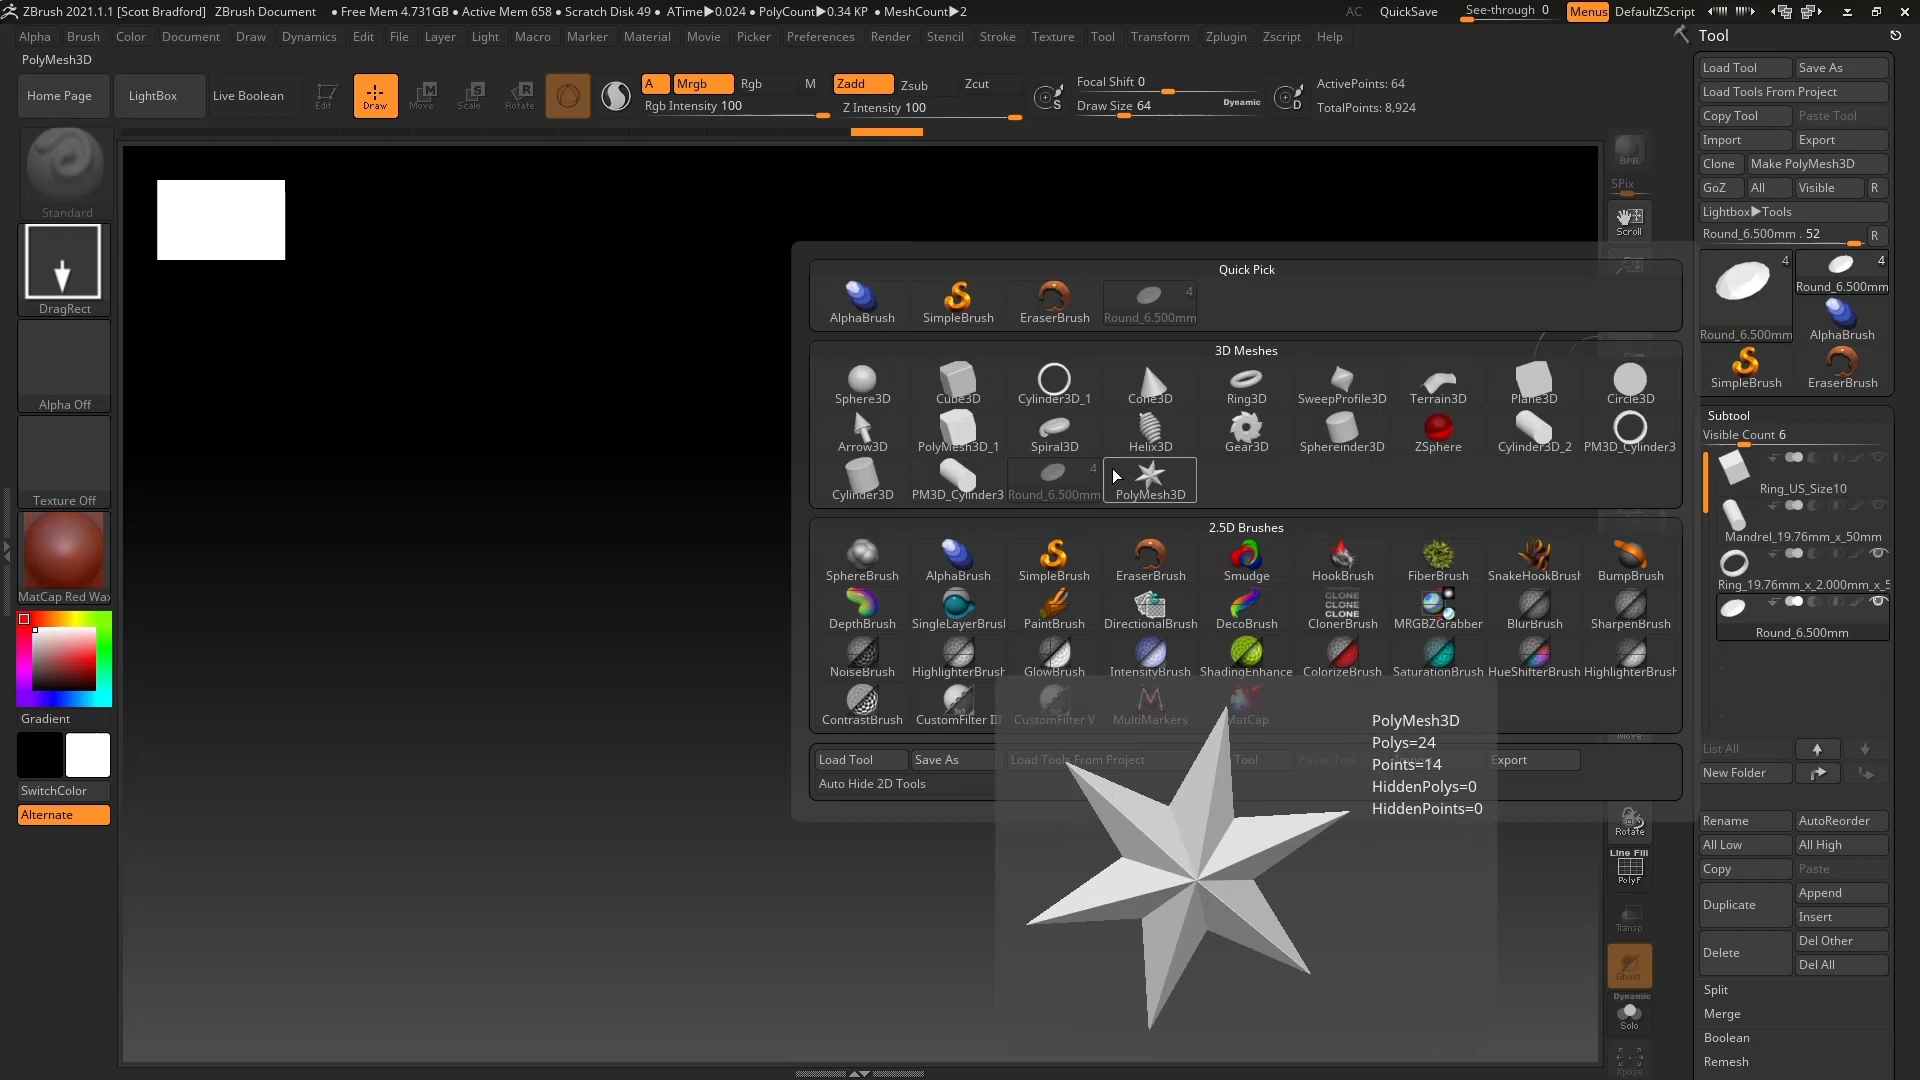 ZBrush 2021.1.1 [Scott Bradford] ZBrush Document • Free Mem 4.731GB • Active Mem 658 • Scratch Disk 49 • ATime▶0.024 • PolyCount▶0.34 KP • MeshCount▶2 AC QuickSave See-through 0 Menus DefaultZScript
Alpha Brush Color Document Draw Dynamics Edit File Layer Light Macro Marker Material Movie Picker Preferences Render Stencil Stroke Texture Tool Transform Zplugin Zscript Help
PolyMesh3D
Home Page LightBox Live Boolean Edit Draw Move Scale Rotate
A Mrgb Rgb M Zadd Zsub Zcut
Rgb Intensity 100 Z Intensity 100
Focal Shift 0
Draw Size 64 Dynamic
ActivePoints: 64
TotalPoints: 8,924
Standard
DragRect
Alpha Off
Texture Off
MatCap Red Wax
Gradient
SwitchColor
Alternate
Quick Pick
AlphaBrush SimpleBrush EraserBrush 4 Round_6.500mm
3D Meshes
Sphere3D Cube3D Cylinder3D_1 Cone3D Ring3D SweepProfile3D Terrain3D Plane3D Circle3D
Arrow3D PolyMesh3D_1 Spiral3D Helix3D Gear3D Sphereinder3D ZSphere Cylinder3D_2 PM3D_Cylinder3
Cylinder3D PM3D_Cylinder3 4 Round_6.500mm PolyMesh3D
2.5D Brushes
SphereBrush AlphaBrush SimpleBrush EraserBrush Smudge HookBrush FiberBrush SnakeHookBrush BumpBrush
CLONE
CLONE
CLONE
DepthBrush SingleLayerBrusl PaintBrush DirectionalBrush DecoBrush ClonerBrush MRGBZGrabber BlurBrush SharpenBrush
NoiseBrush HighlighterBrush GlowBrush IntensityBrush ShadingEnhance ColorizeBrush SaturationBrush HueShifterBrush HighlighterBrush
ContrastBrush CustomFilter III CustomFilter V MultiMarkers MatCap
Load Tool Save As Load Tools From Project Tool Paste Tool Export
Auto Hide 2D Tools
PolyMesh3D
Polys=24
Points=14
HiddenPolys=0
HiddenPoints=0
BPR
SPix
Scroll
Move
Rotate
Line Fill
PolyF
Transp
Ghost
Dynamic
Solo
Xpose
Tool
Load Tool Save As
Load Tools From Project
Copy Tool Paste Tool
Import Export
Clone Make PolyMesh3D
GoZ All Visible R
Lightbox▶Tools
Round_6.500mm . 52 R
4 4
Round_6.500mm
Round_6.500mm AlphaBrush
SimpleBrush EraserBrush
Subtool
Visible Count 6
Ring_US_Size10
Mandrel_19.76mm_x_50mm
Ring_19.76mm_x_2.000mm_x_5
Round_6.500mm
List All
New Folder
Rename AutoReorder
All Low All High
Copy Paste
Duplicate Append
Insert
Delete Del Other
Del All
Split
Merge
Boolean
Remesh